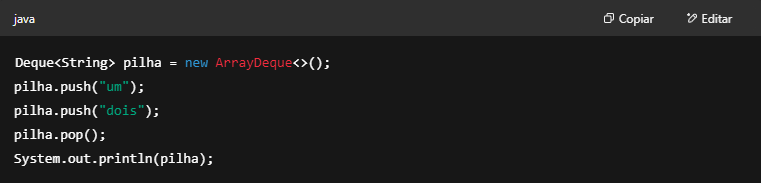 java Copiar Editar
Deque<String> pilha = new ArrayDeque<>();
pilha.push("um");
pilha.push("dois");
pilha.pop();
System.out.println(pilha);